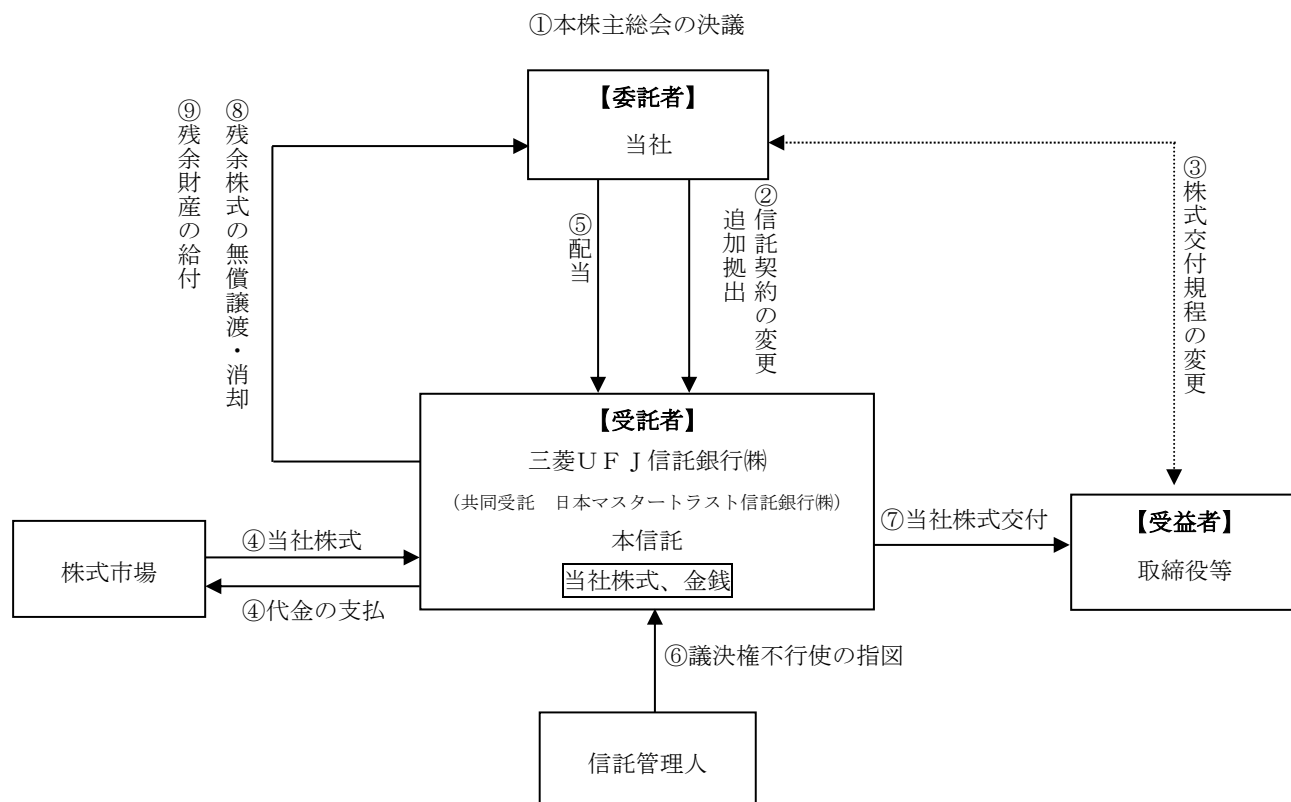 ①本株主総会の決議
【委託者】
当社
⑨残余財産の給付
⑧残余株式の無償譲渡・消却
⑤配当
②信託契約の変更
追加拠出
③株式交付規程の変更
【受託者】
三菱UFJ信託銀行㈱
(共同受託　日本マスタートラスト信託銀行㈱)
本信託
当社株式、金銭
株式市場
④当社株式
④代金の支払
⑦当社株式交付
【受益者】
取締役等
⑥議決権不行使の指図
信託管理人